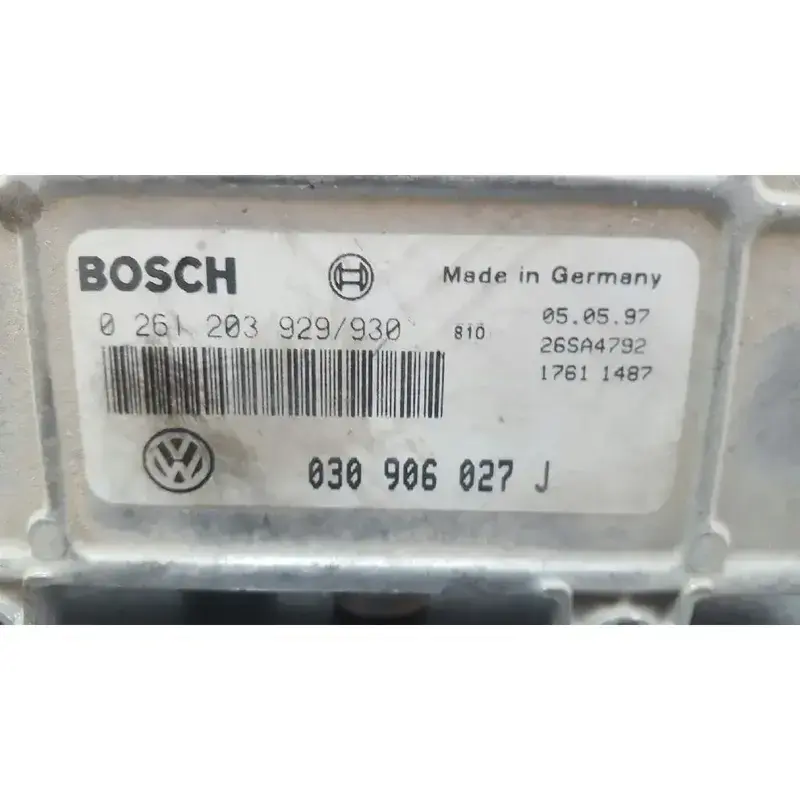 BOSCH Made in Germany
0 261 203 929/930 810 05.05.97
26SA4792
1761 1487
030 906 027 J